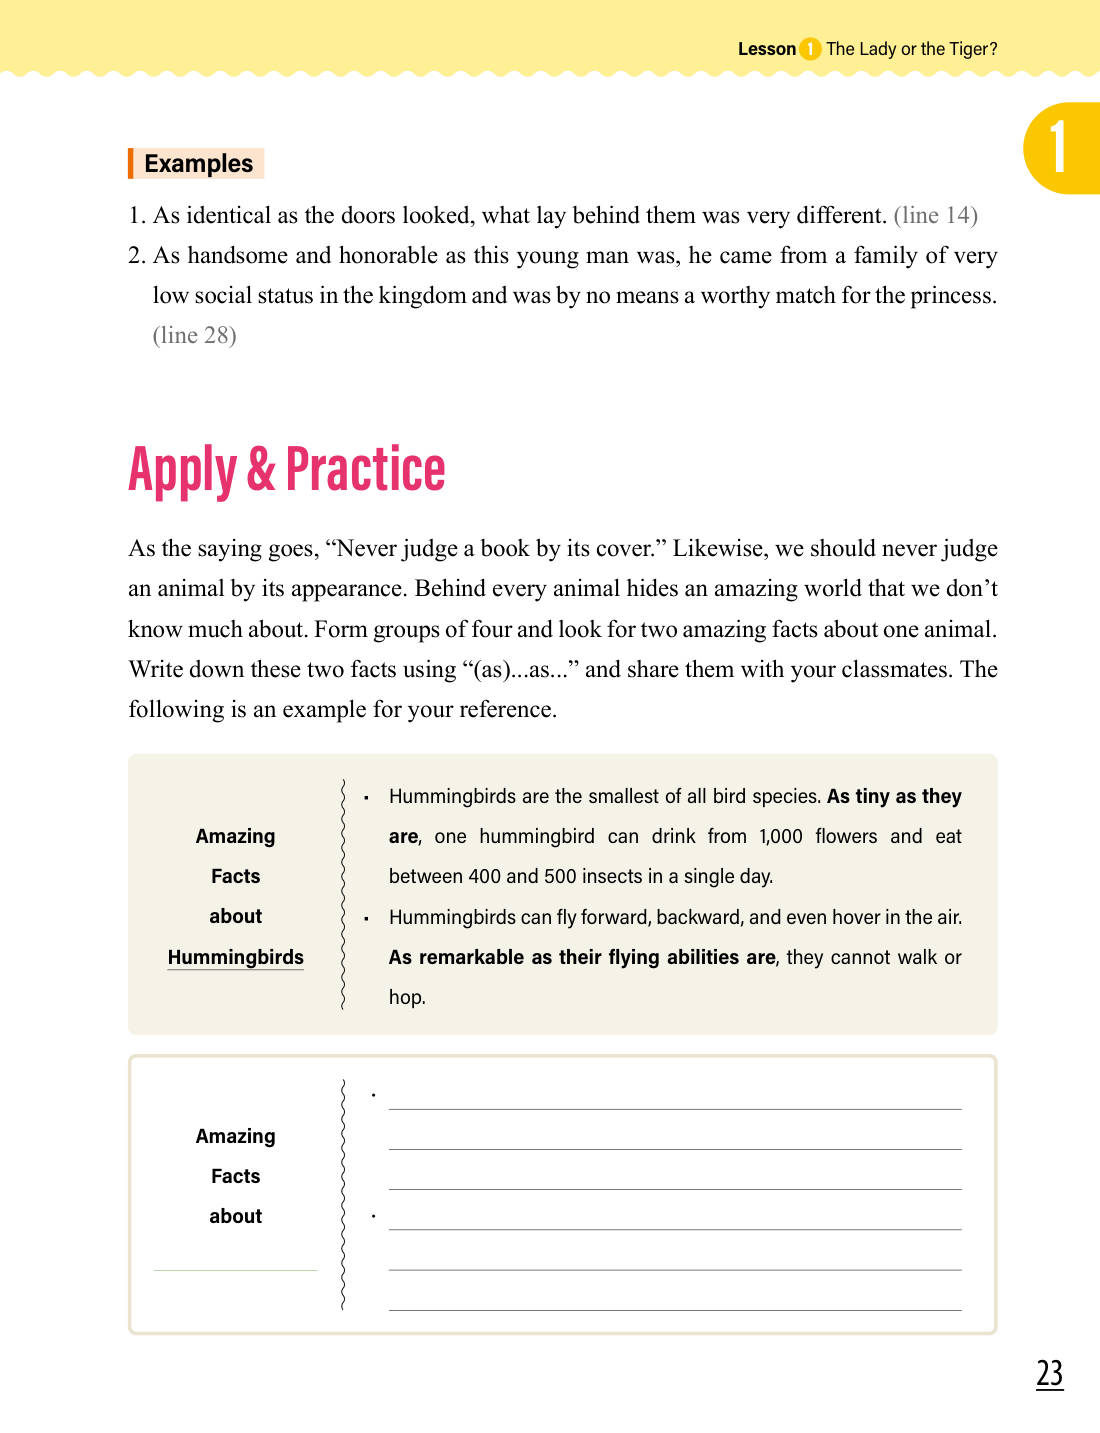 Lesson 1 The Lady or the Tiger?
1
Examples
1. As identical as the doors looked, what lay behind them was very different. (line 14)
2. As handsome and honorable as this young man was, he came from a family of very
low social status in the kingdom and was by no means a worthy match for the princess.
(line 28)
Apply & Practice
As the saying goes, “Never judge a book by its cover.” Likewise, we should never judge
an animal by its appearance. Behind every animal hides an amazing world that we don’t
know much about. Form groups of four and look for two amazing facts about one animal.
Write down these two facts using “(as)...as...” and share them with your classmates. The
following is an example for your reference.
Amazing
Facts
about
Hummingbirds
• Hummingbirds are the smallest of all bird species. As tiny as they
are, one hummingbird can drink from 1,000 flowers and eat
between 400 and 500 insects in a single day.
• Hummingbirds can fly forward, backward, and even hover in the air.
As remarkable as their flying abilities are, they cannot walk or
hop.
Amazing
Facts
about
•
•
23